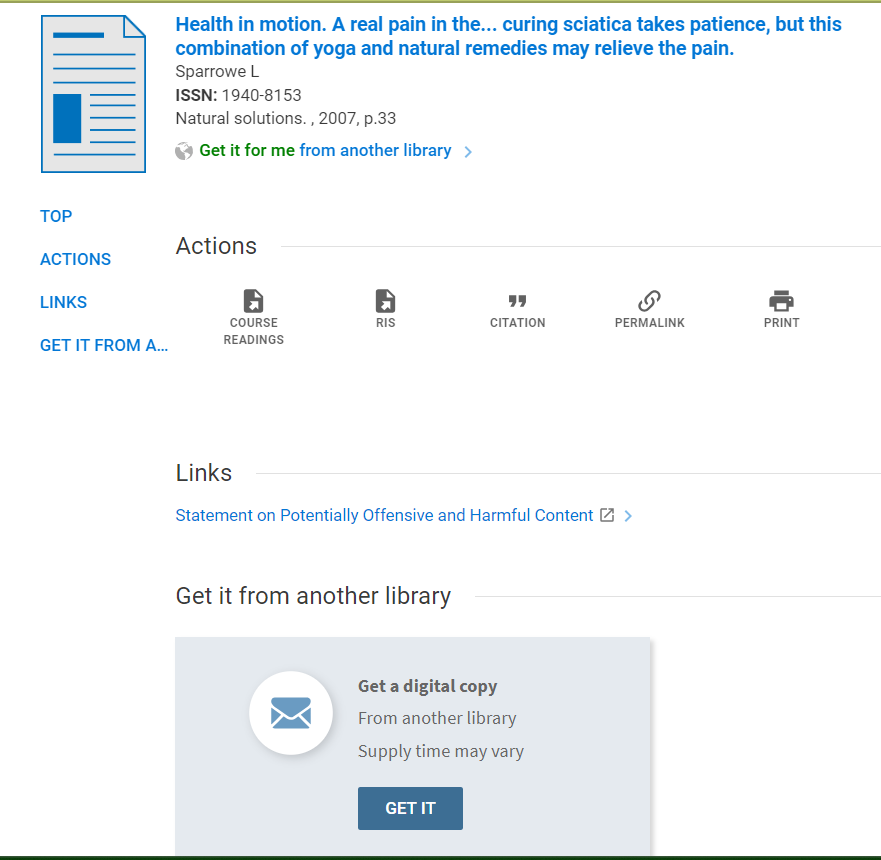 Health in motion. A real pain in the... curing sciatica takes patience, but this
combination of yoga and natural remedies may relieve the pain.
Sparrowe L
ISSN: 1940-8153
Natural solutions. , 2007, p.33
Get it for me from another library
TOP
ACTIONS
LINKS
GET IT FROM A...
Actions
COURSE
READINGS
RIS
CITATION
PERMALINK
PRINT
Links
Statement on Potentially Offensive and Harmful Content
Get it from another library
Get a digital copy
From another library
Supply time may vary
GET IT